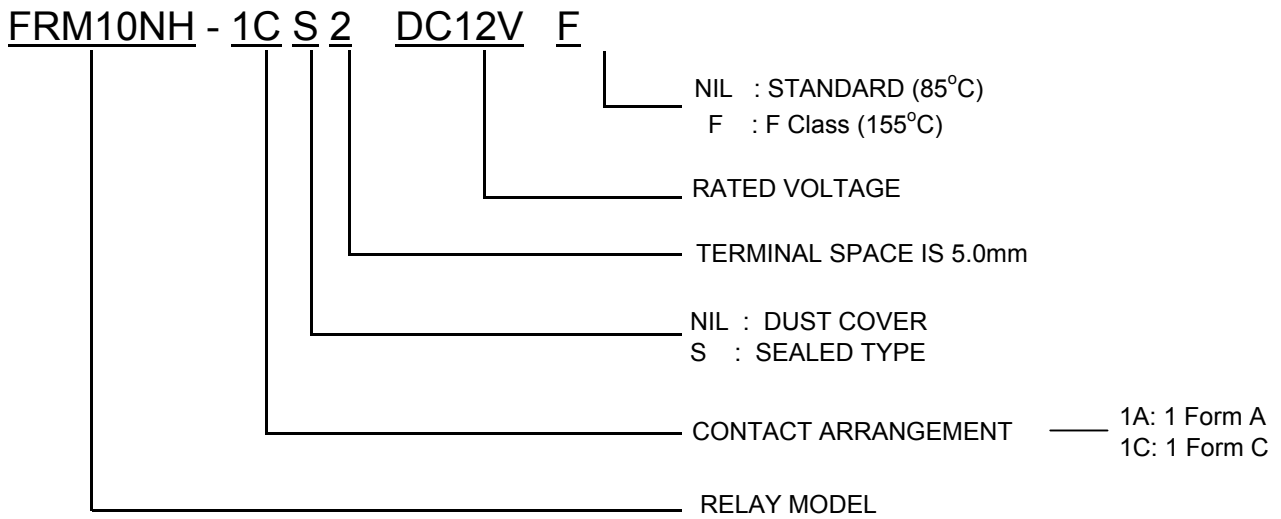 FRM10NH - 1C S 2 DC12V F
NIL : STANDARD (85°C)
F : F Class (155°C)
RATED VOLTAGE
TERMINAL SPACE IS 5.0mm
NIL : DUST COVER
S : SEALED TYPE
CONTACT ARRANGEMENT
1A: 1 Form A
1C: 1 Form C
RELAY MODEL